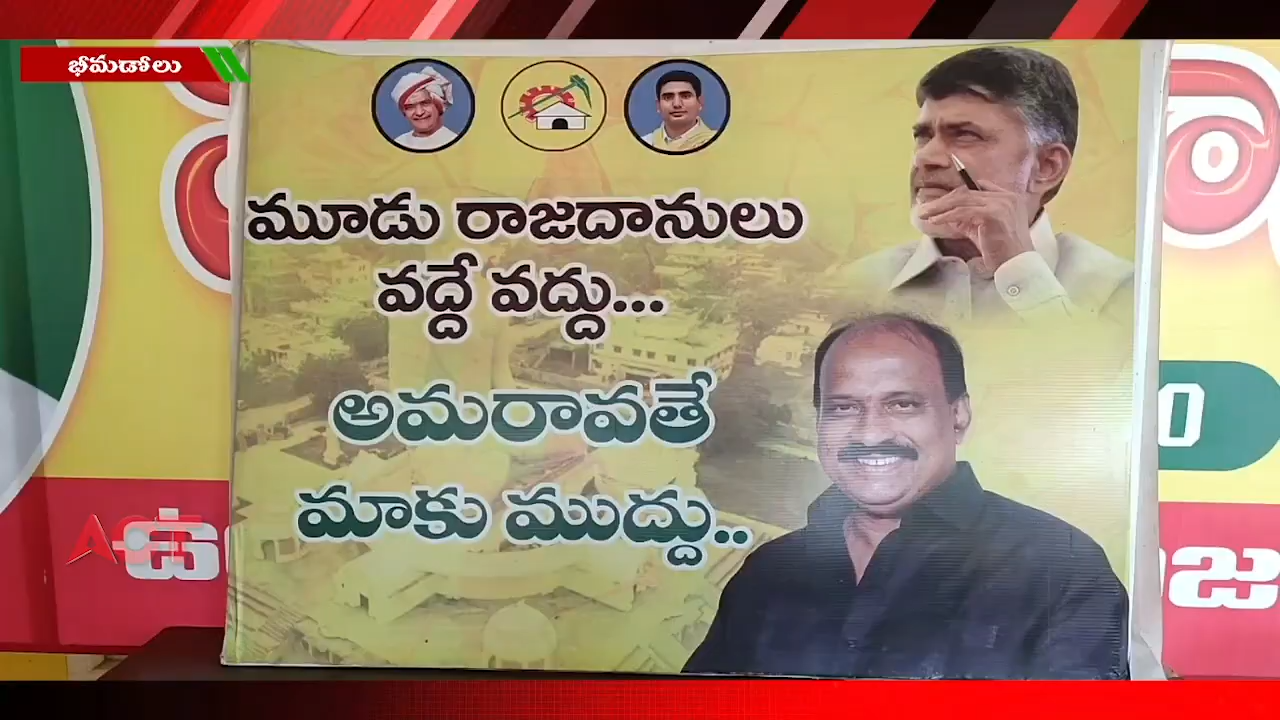 భీమడోలు
మూడు రాజదానులు
వద్దే వద్దు...
అమరావతే
మాకు ముద్దు..